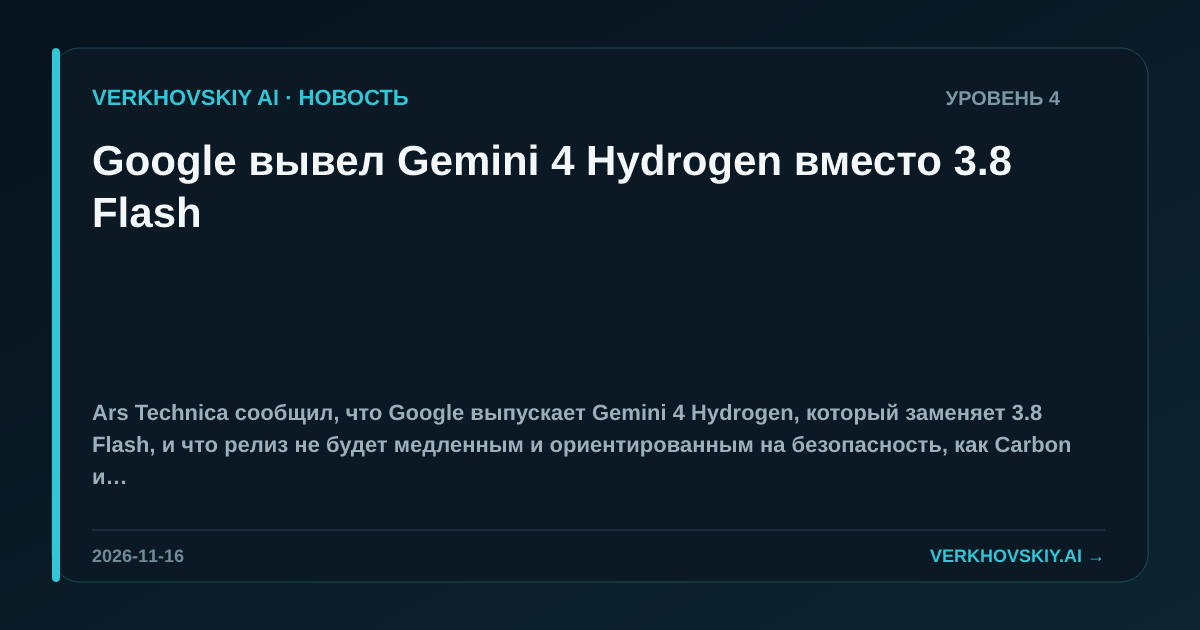 VERKHOVSKIY AI · НОВОСТЬ
УРОВЕНЬ 4
Google вывел Gemini 4 Hydrogen вместо 3.8
Flash
Ars Technica сообщил, что Google выпускает Gemini 4 Hydrogen, который заменяет 3.8
Flash, и что релиз не будет медленным и ориентированным на безопасность, как Carbon
и…
2026-11-16
VERKHOVSKIY.AI →